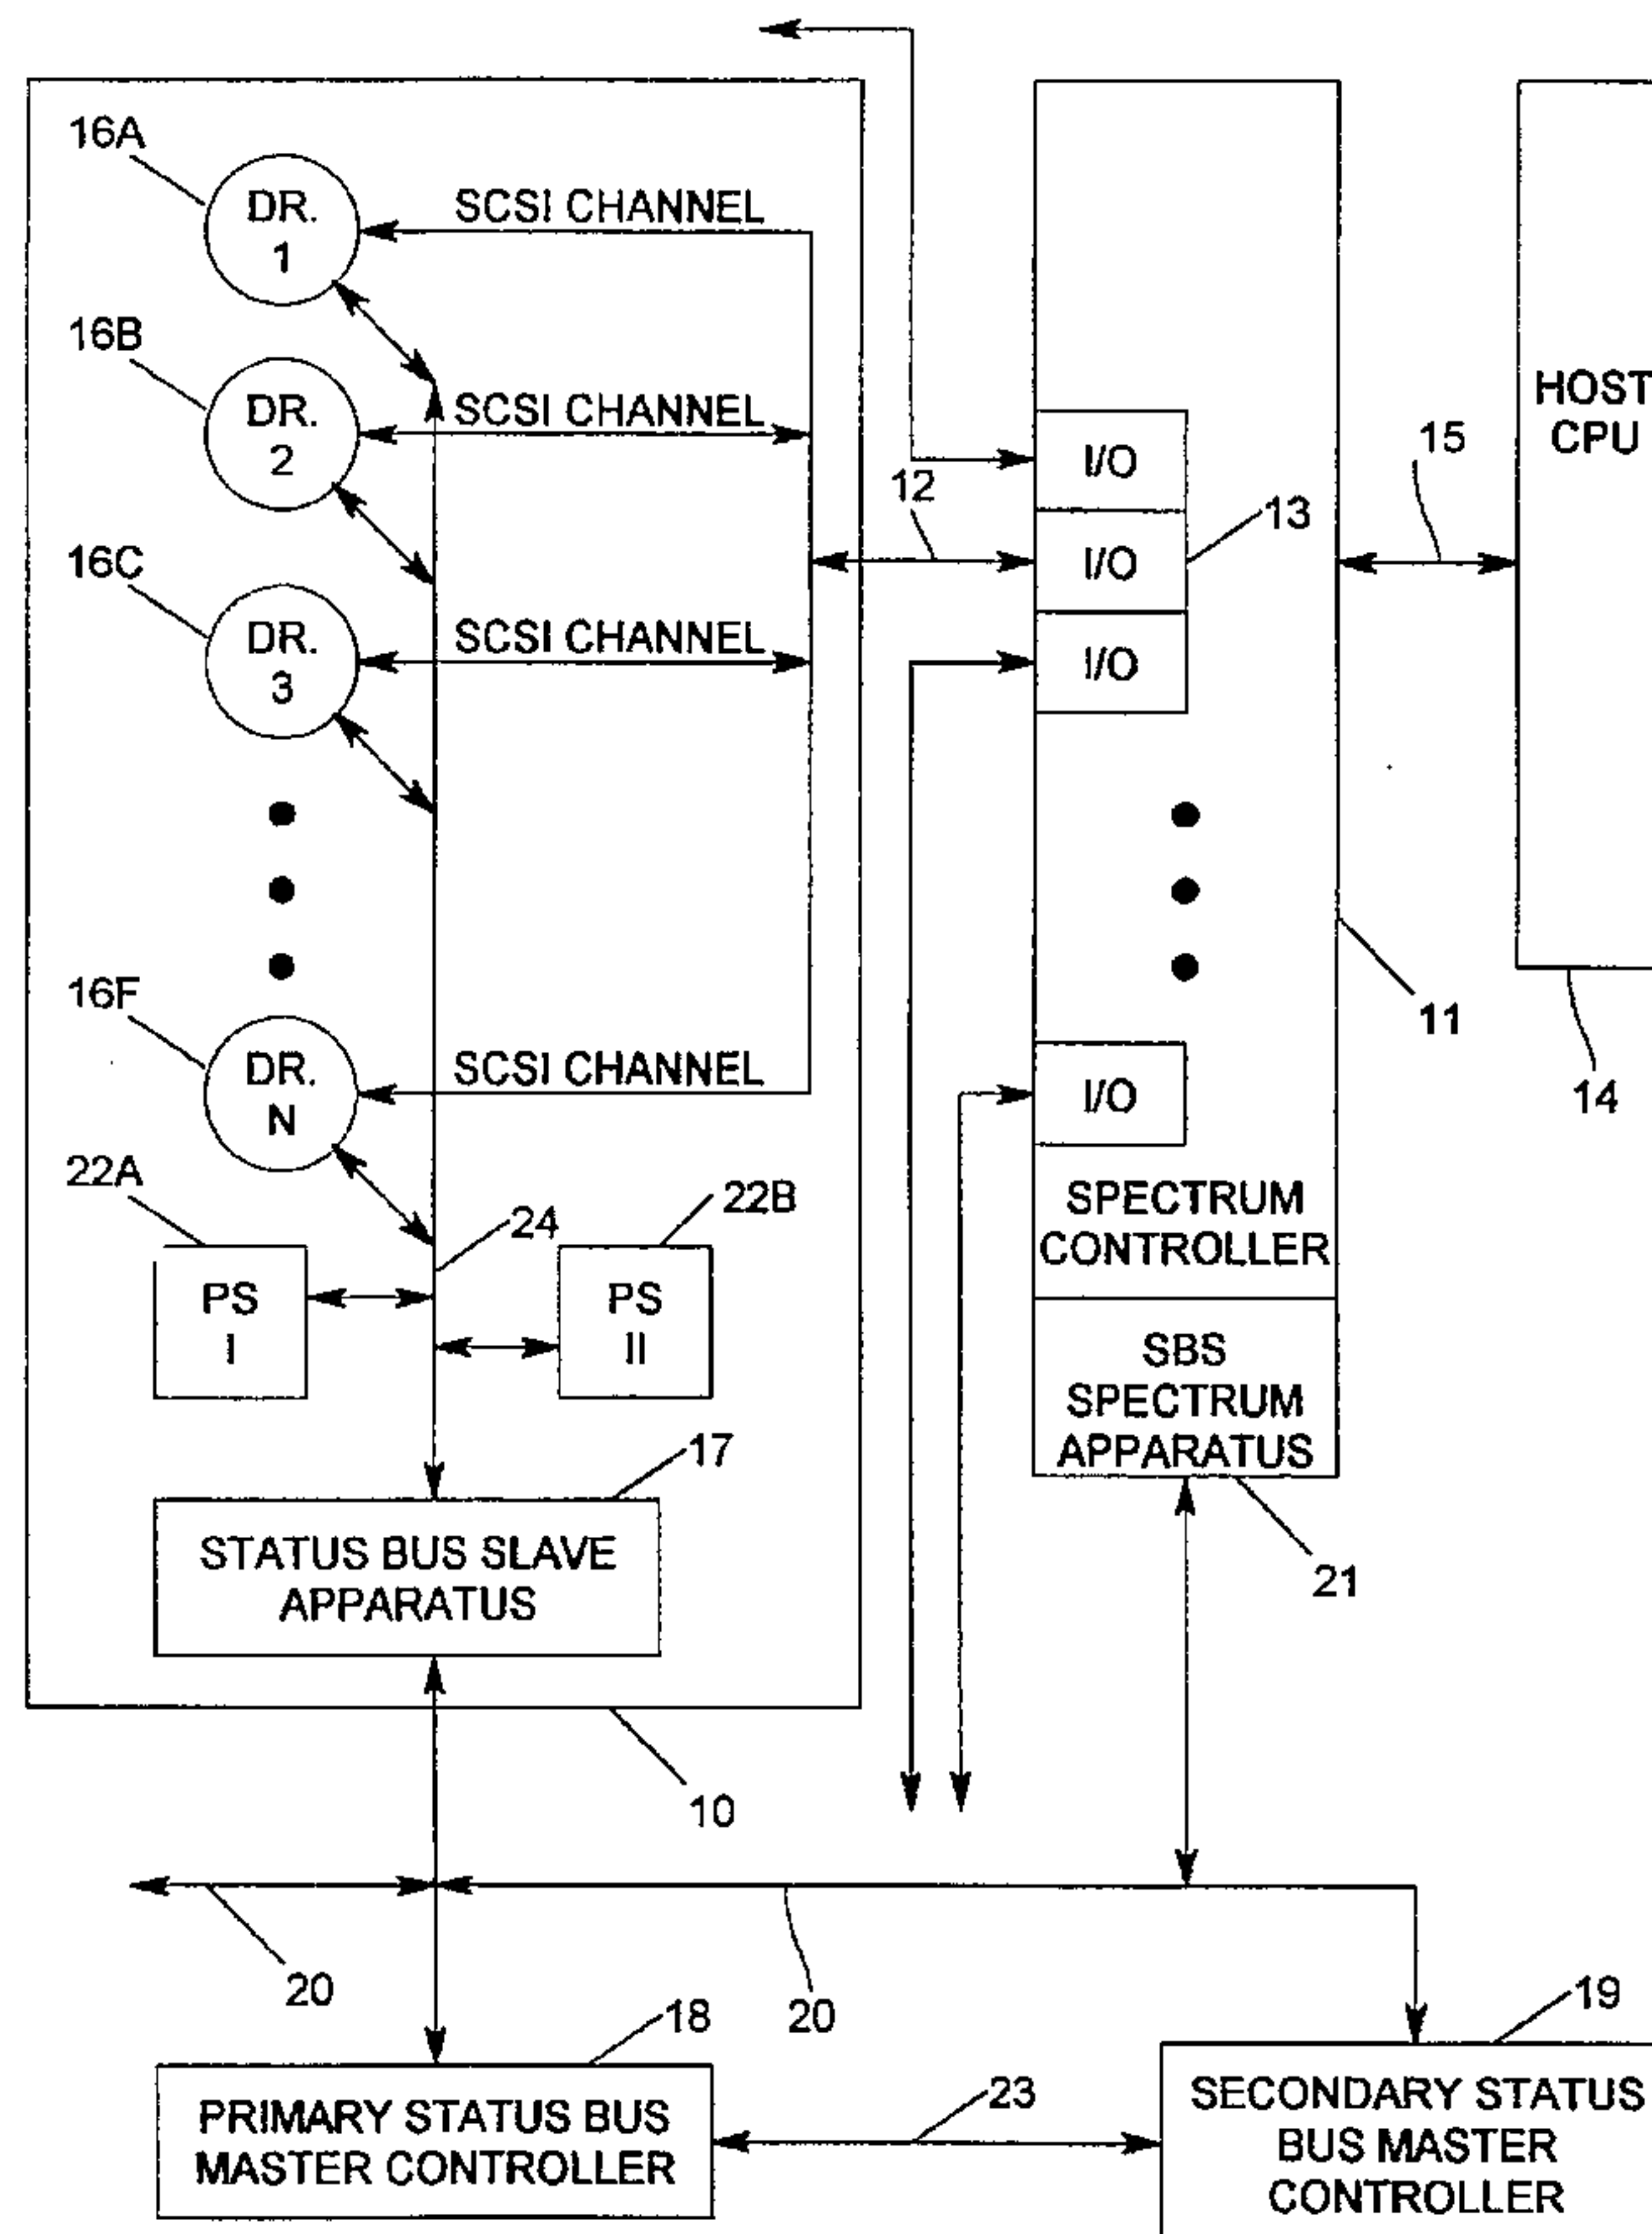 16A
DR.
1
SCSI CHANNEL
16B
DR.
2
SCSI CHANNEL
16C
DR.
3
SCSI CHANNEL
16F
DR.
N
SCSI CHANNEL
22A
PS
I
24
22B
PS
II
17
STATUS BUS SLAVE
APPARATUS
10
12
I/O
I/O
I/O
13
I/O
SPECTRUM
CONTROLLER
11
SBS
SPECTRUM
APPARATUS
21
15
HOST
CPU
14
20
20
18
PRIMARY STATUS BUS
MASTER CONTROLLER
23
19
SECONDARY STATUS
BUS MASTER
CONTROLLER